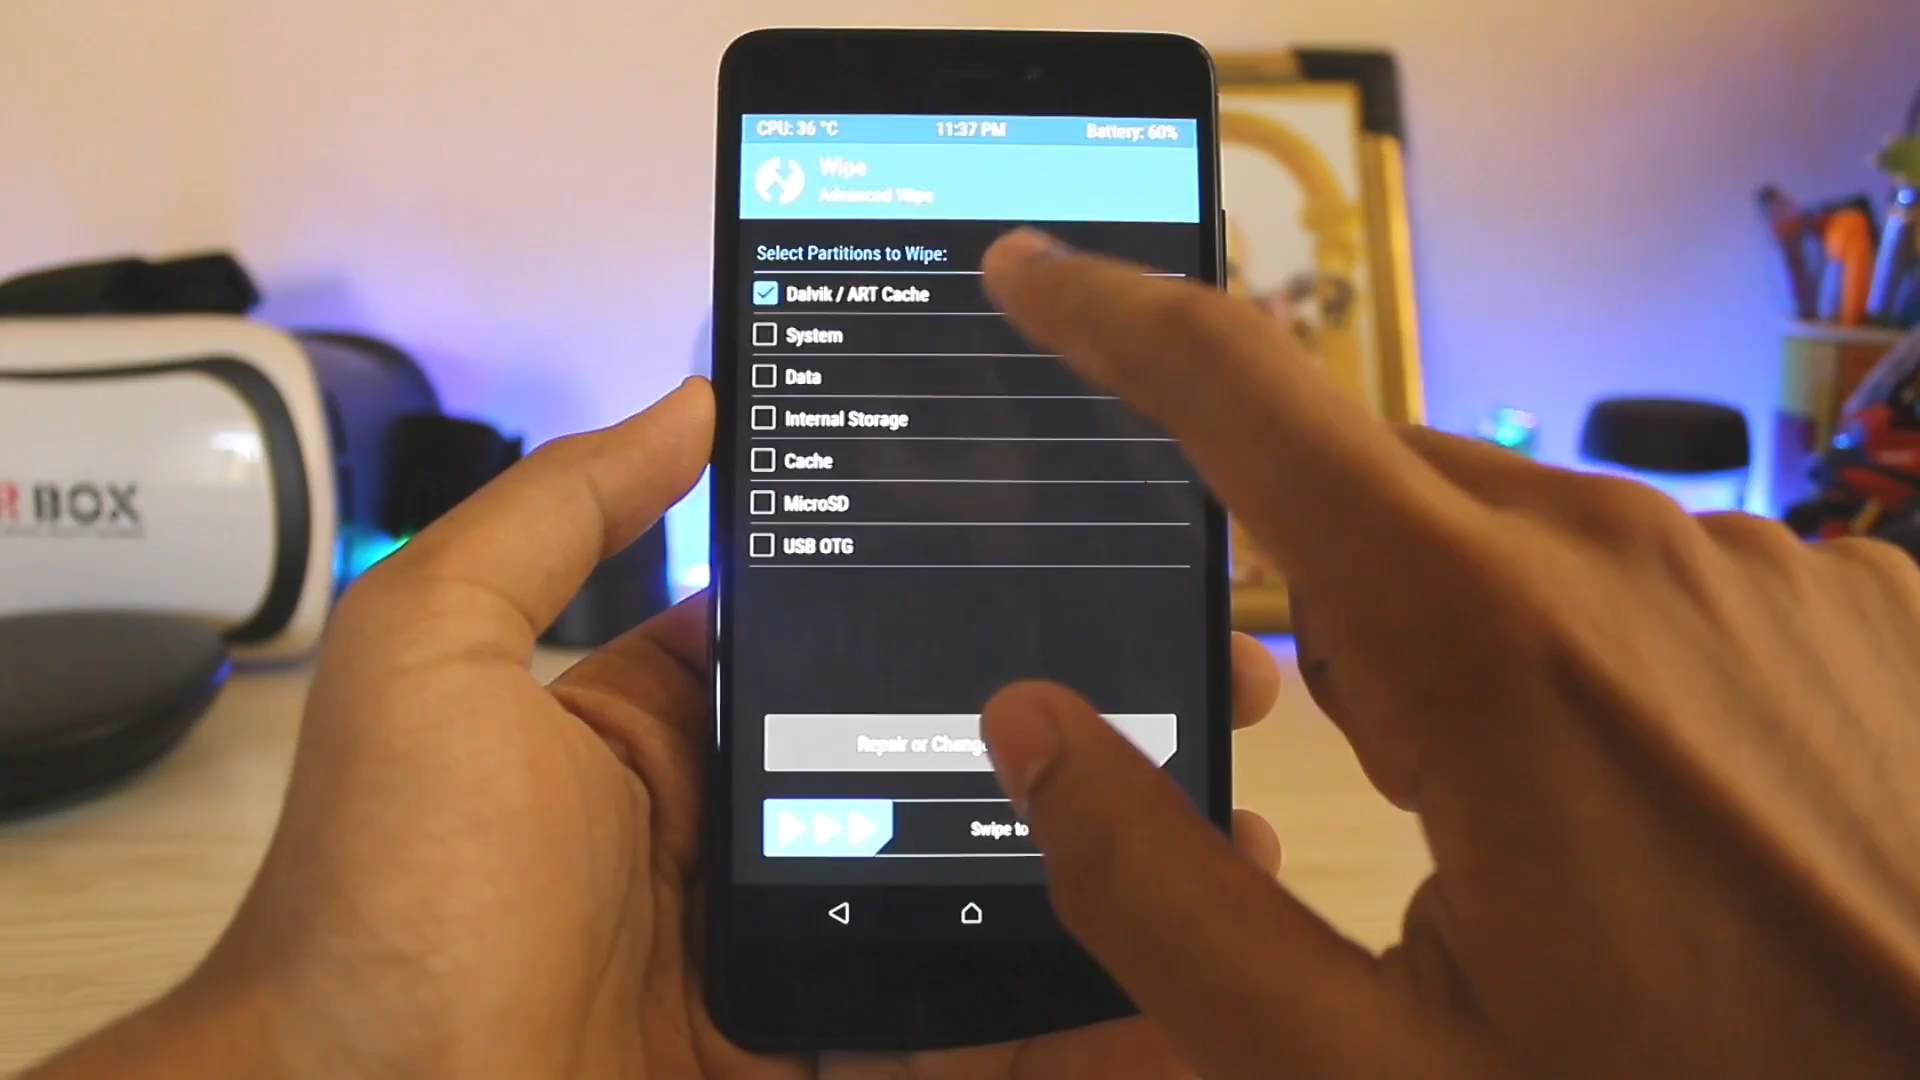 CPU: 36 °C 11:37 PM Battery: 60%
Wipe
Advanced Wipe
Select Partitions to Wipe:
Dalvik / ART Cache
System
Data
Internal Storage
Cache
MicroSD
USB OTG
Repair or Change
Swipe to
R BOX